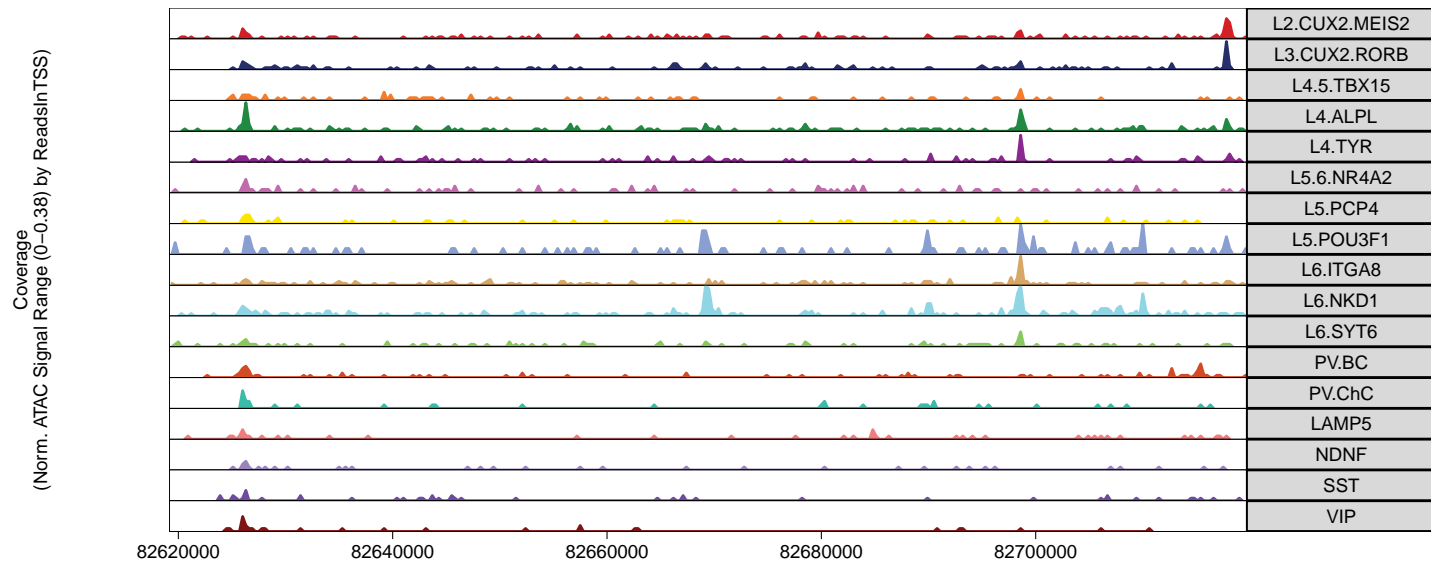 Coverage
(Norm. ATAC Signal Range (0−0.38) by ReadsInTSS)
L2.CUX2.MEIS2
L3.CUX2.RORB
L4.5.TBX15
L4.ALPL
L4.TYR
L5.6.NR4A2
L5.PCP4
L5.POU3F1
L6.ITGA8
L6.NKD1
L6.SYT6
PV.BC
PV.ChC
LAMP5
NDNF
SST
VIP
82620000 82640000 82660000 82680000 82700000